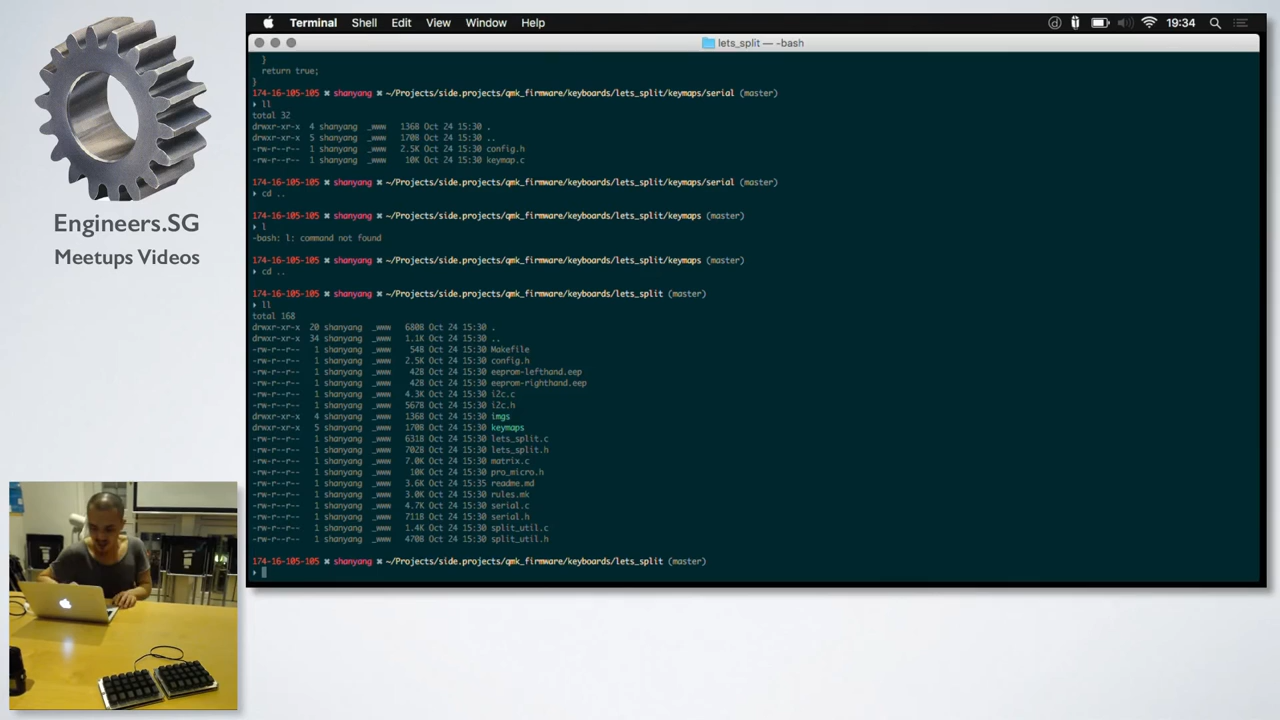 Engineers.SG
Meetups Videos
Terminal Shell Edit View Window Help 19:34
lets_split — -bash
}
return true;
}
174-16-105-105 ✖ shanyang ✖ ~/Projects/side.projects/qmk_firmware/keyboards/lets_split/keymaps/serial (master)
› ll
total 32
drwxr-xr-x 4 shanyang _www 136B Oct 24 15:30 .
drwxr-xr-x 5 shanyang _www 170B Oct 24 15:30 ..
-rw-r--r-- 1 shanyang _www 2.5K Oct 24 15:30 config.h
-rw-r--r-- 1 shanyang _www 10K Oct 24 15:30 keymap.c
174-16-105-105 ✖ shanyang ✖ ~/Projects/side.projects/qmk_firmware/keyboards/lets_split/keymaps/serial (master)
› cd ..
174-16-105-105 ✖ shanyang ✖ ~/Projects/side.projects/qmk_firmware/keyboards/lets_split/keymaps (master)
› l
-bash: l: command not found
174-16-105-105 ✖ shanyang ✖ ~/Projects/side.projects/qmk_firmware/keyboards/lets_split/keymaps (master)
› cd ..
174-16-105-105 ✖ shanyang ✖ ~/Projects/side.projects/qmk_firmware/keyboards/lets_split (master)
› ll
total 168
drwxr-xr-x 20 shanyang _www 680B Oct 24 15:30 .
drwxr-xr-x 34 shanyang _www 1.1K Oct 24 15:30 ..
-rw-r--r-- 1 shanyang _www 54B Oct 24 15:30 Makefile
-rw-r--r-- 1 shanyang _www 2.5K Oct 24 15:30 config.h
-rw-r--r-- 1 shanyang _www 42B Oct 24 15:30 eeprom-lefthand.eep
-rw-r--r-- 1 shanyang _www 42B Oct 24 15:30 eeprom-righthand.eep
-rw-r--r-- 1 shanyang _www 4.3K Oct 24 15:30 i2c.c
-rw-r--r-- 1 shanyang _www 567B Oct 24 15:30 i2c.h
drwxr-xr-x 4 shanyang _www 136B Oct 24 15:30 imgs
drwxr-xr-x 5 shanyang _www 170B Oct 24 15:30 keymaps
-rw-r--r-- 1 shanyang _www 631B Oct 24 15:30 lets_split.c
-rw-r--r-- 1 shanyang _www 702B Oct 24 15:30 lets_split.h
-rw-r--r-- 1 shanyang _www 7.0K Oct 24 15:30 matrix.c
-rw-r--r-- 1 shanyang _www 10K Oct 24 15:30 pro_micro.h
-rw-r--r-- 1 shanyang _www 3.6K Oct 24 15:35 readme.md
-rw-r--r-- 1 shanyang _www 3.0K Oct 24 15:30 rules.mk
-rw-r--r-- 1 shanyang _www 4.7K Oct 24 15:30 serial.c
-rw-r--r-- 1 shanyang _www 711B Oct 24 15:30 serial.h
-rw-r--r-- 1 shanyang _www 1.4K Oct 24 15:30 split_util.c
-rw-r--r-- 1 shanyang _www 470B Oct 24 15:30 split_util.h
174-16-105-105 ✖ shanyang ✖ ~/Projects/side.projects/qmk_firmware/keyboards/lets_split (master)
›